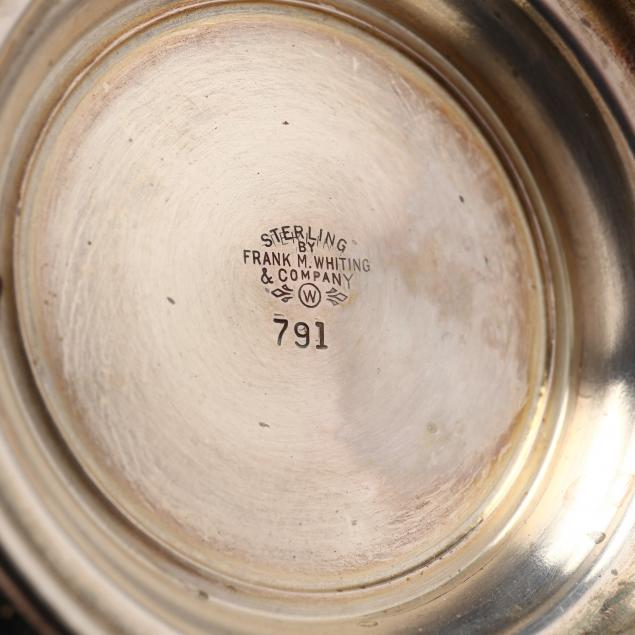 STERLING
BY
FRANK M. WHITING
& COMPANY
W
791